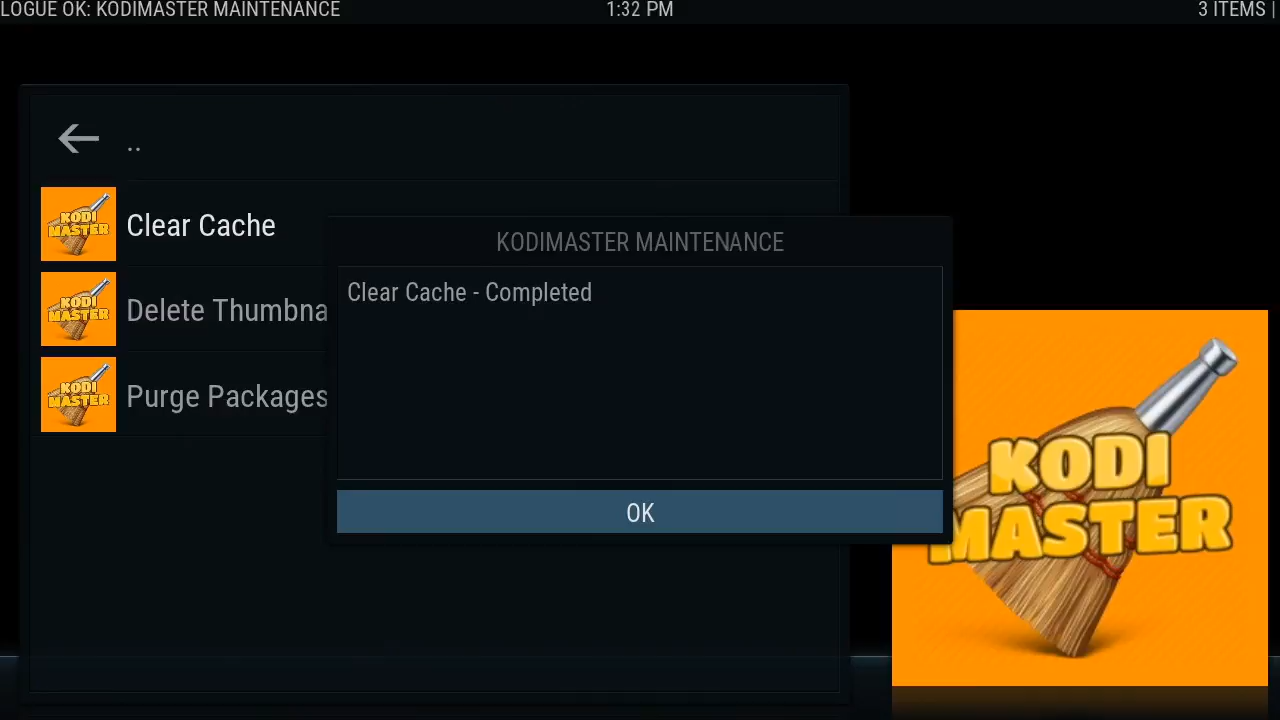 LOGUE OK: KODIMASTER MAINTENANCE
1:32 PM
3 ITEMS |
..
KODI
MASTER
Clear Cache
KODI
MASTER
Delete Thumbna
KODI
MASTER
Purge Packages
KODIMASTER MAINTENANCE
Clear Cache - Completed
OK
KODI
MASTER